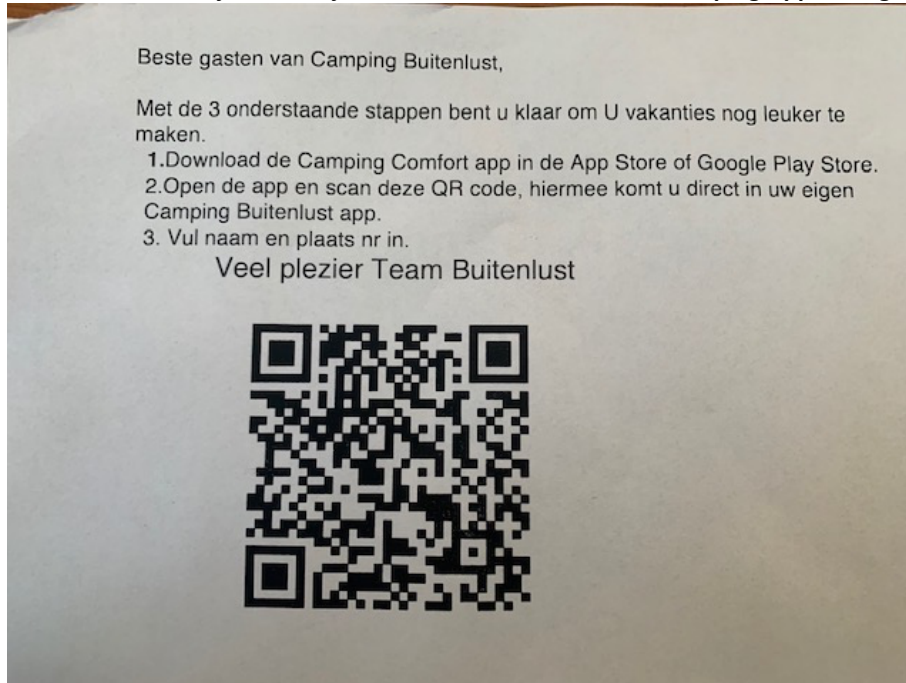 Beste gasten van Camping Buitenlust,
Met de 3 onderstaande stappen bent u klaar om U vakanties nog leuker te
maken.
1.Download de Camping Comfort app in de App Store of Google Play Store.
2.Open de app en scan deze QR code, hiermee komt u direct in uw eigen
Camping Buitenlust app.
3. Vul naam en plaats nr in.
Veel plezier Team Buitenlust